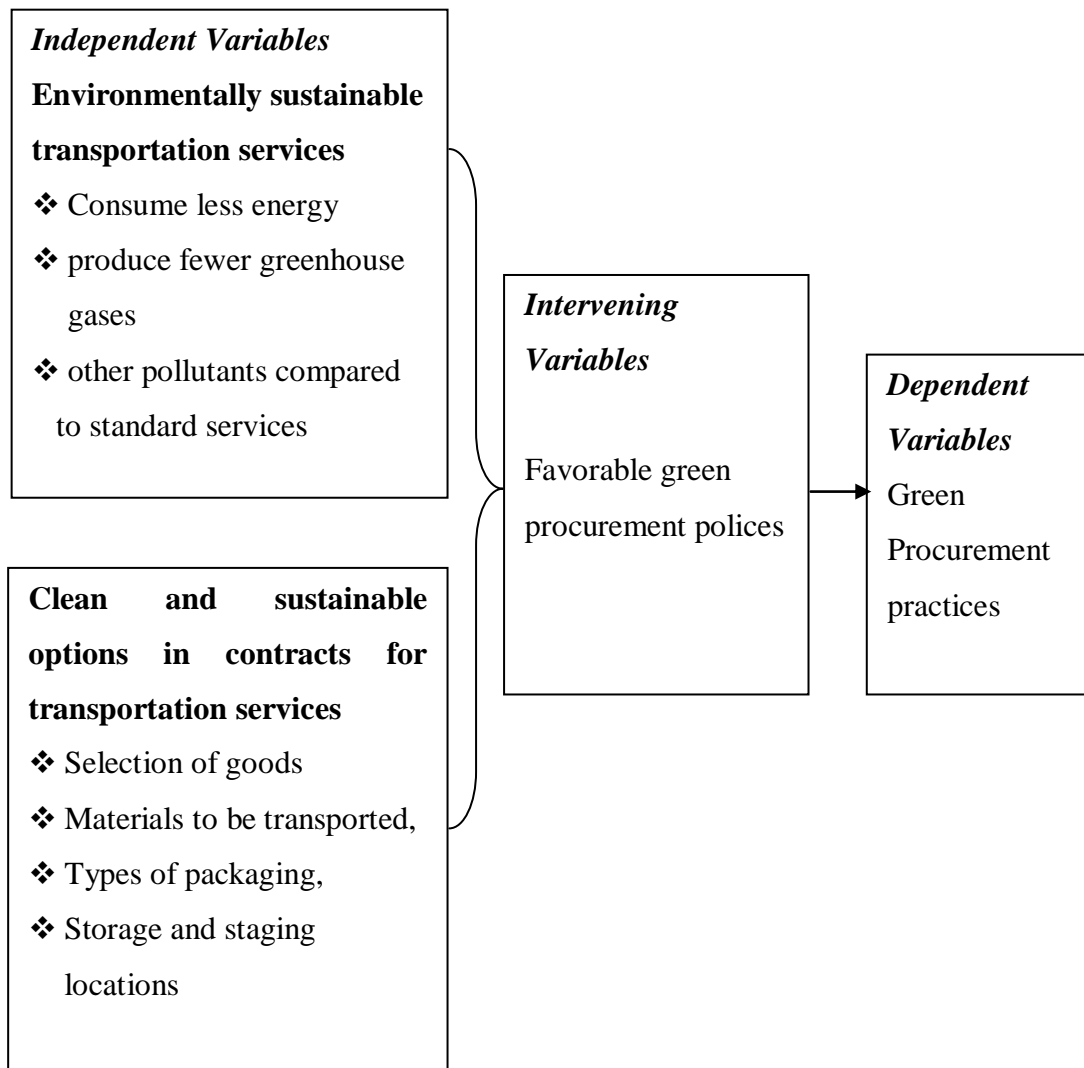 Independent Variables
Environmentally sustainable
transportation services
❖ Consume less energy
❖ produce fewer greenhouse
gases
❖ other pollutants compared
to standard services
Clean and sustainable
options in contracts for
transportation services
❖ Selection of goods
❖ Materials to be transported,
❖ Types of packaging,
❖ Storage and staging
locations
Intervening
Variables
Favorable green
procurement polices
Dependent
Variables
Green
Procurement
practices